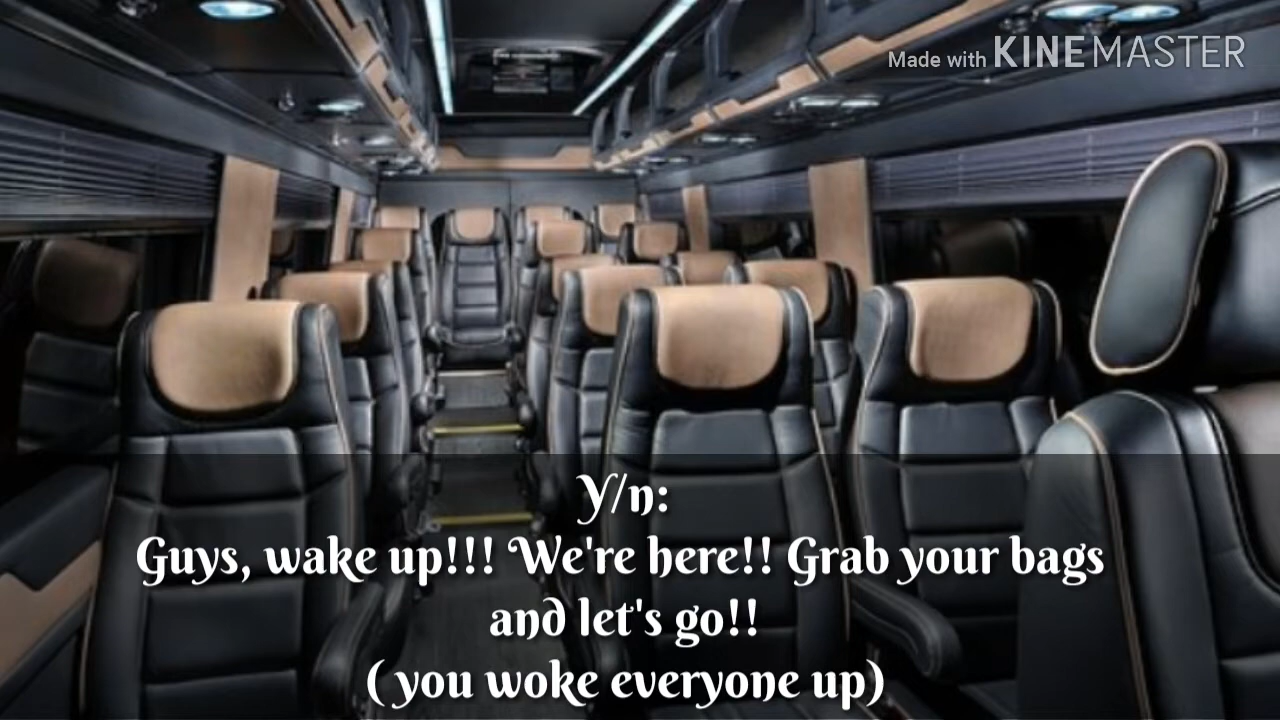 Made with KINEMASTER
Y/n:
Guys, wake up!!! We're here!! Grab your bags
and let's go!!
( you woke everyone up)